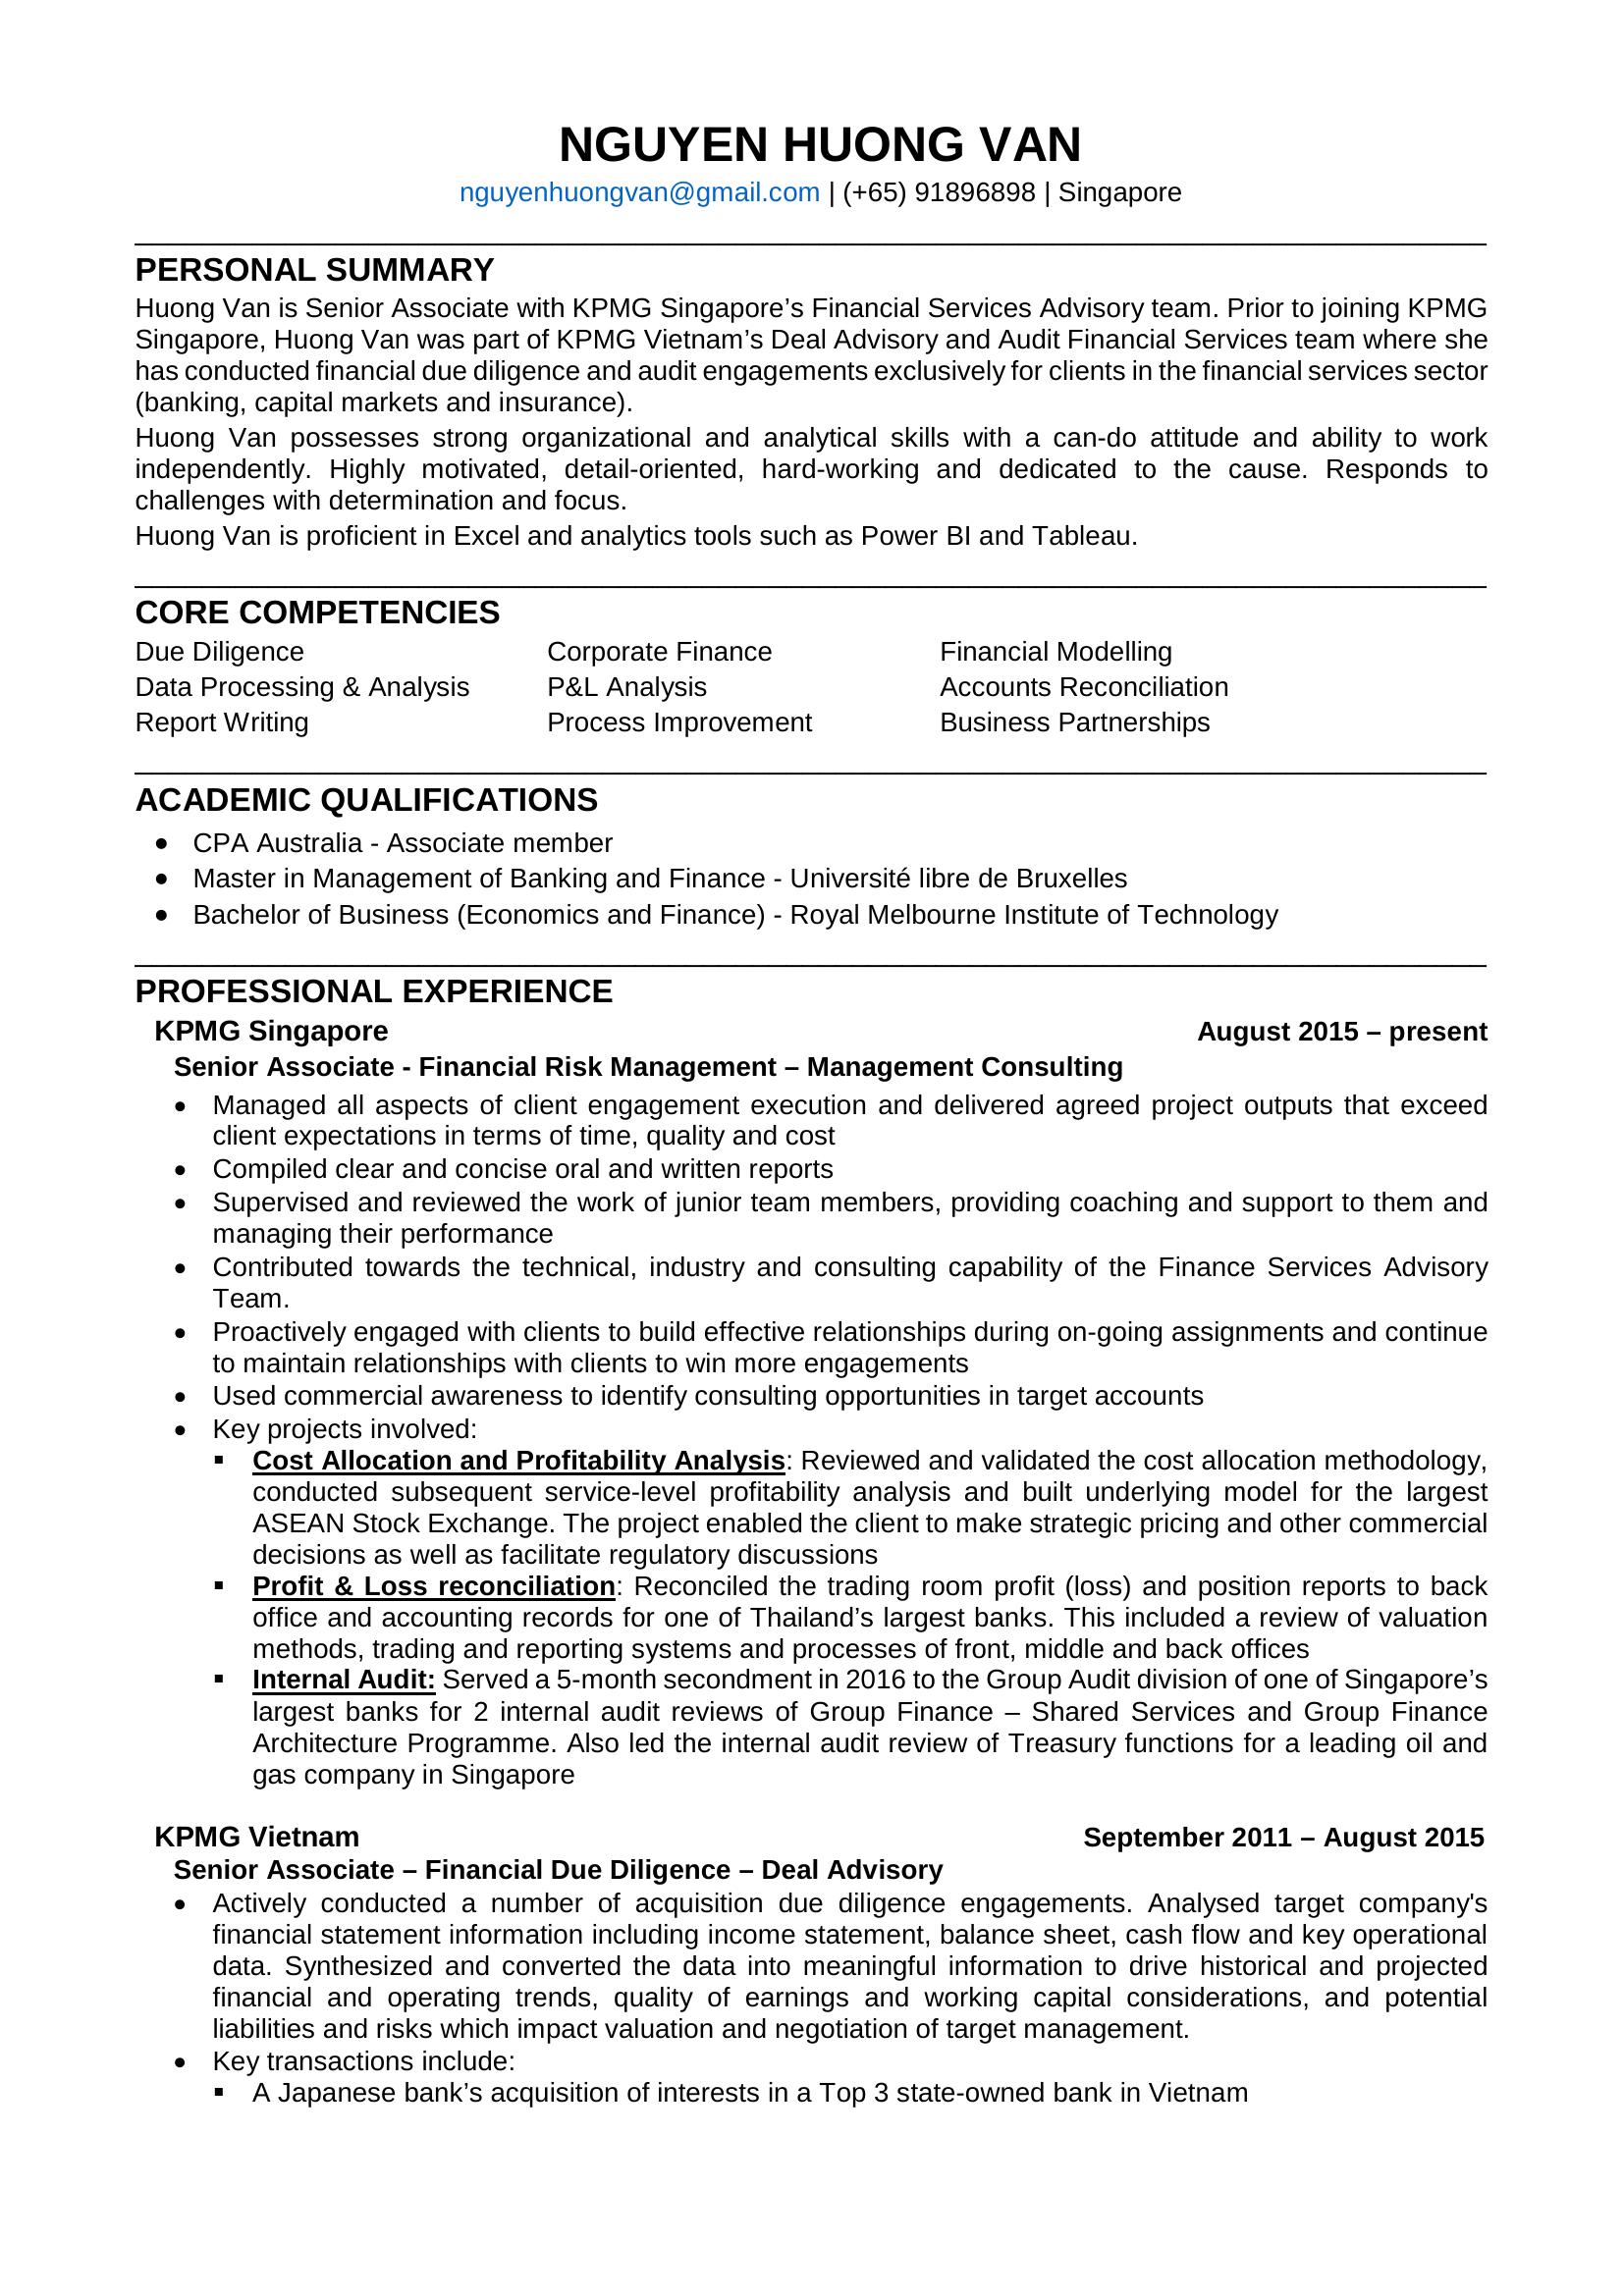 NGUYEN HUONG VAN
nguyenhuongvan@gmail.com | (+65) 91896898 | Singapore
PERSONAL SUMMARY
Huong Van is Senior Associate with KPMG Singapore’s Financial Services Advisory team. Prior to joining KPMG
Singapore, Huong Van was part of KPMG Vietnam’s Deal Advisory and Audit Financial Services team where she
has conducted financial due diligence and audit engagements exclusively for clients in the financial services sector
(banking, capital markets and insurance).
Huong Van possesses strong organizational and analytical skills with a can-do attitude and ability to work
independently. Highly motivated, detail-oriented, hard-working and dedicated to the cause. Responds to
challenges with determination and focus.
Huong Van is proficient in Excel and analytics tools such as Power BI and Tableau.
CORE COMPETENCIES
Due Diligence Corporate Finance Financial Modelling
Data Processing & Analysis P&L Analysis Accounts Reconciliation
Report Writing Process Improvement Business Partnerships
ACADEMIC QUALIFICATIONS
• CPA Australia - Associate member
• Master in Management of Banking and Finance - Université libre de Bruxelles
• Bachelor of Business (Economics and Finance) - Royal Melbourne Institute of Technology
PROFESSIONAL EXPERIENCE
KPMG Singapore August 2015 – present
Senior Associate - Financial Risk Management – Management Consulting
• Managed all aspects of client engagement execution and delivered agreed project outputs that exceed
client expectations in terms of time, quality and cost
• Compiled clear and concise oral and written reports
• Supervised and reviewed the work of junior team members, providing coaching and support to them and
managing their performance
• Contributed towards the technical, industry and consulting capability of the Finance Services Advisory
Team.
• Proactively engaged with clients to build effective relationships during on-going assignments and continue
to maintain relationships with clients to win more engagements
• Used commercial awareness to identify consulting opportunities in target accounts
• Key projects involved:
▪ Cost Allocation and Profitability Analysis: Reviewed and validated the cost allocation methodology,
conducted subsequent service-level profitability analysis and built underlying model for the largest
ASEAN Stock Exchange. The project enabled the client to make strategic pricing and other commercial
decisions as well as facilitate regulatory discussions
▪ Profit & Loss reconciliation: Reconciled the trading room profit (loss) and position reports to back
office and accounting records for one of Thailand’s largest banks. This included a review of valuation
methods, trading and reporting systems and processes of front, middle and back offices
▪ Internal Audit: Served a 5-month secondment in 2016 to the Group Audit division of one of Singapore’s
largest banks for 2 internal audit reviews of Group Finance – Shared Services and Group Finance
Architecture Programme. Also led the internal audit review of Treasury functions for a leading oil and
gas company in Singapore
KPMG Vietnam September 2011 – August 2015
Senior Associate – Financial Due Diligence – Deal Advisory
• Actively conducted a number of acquisition due diligence engagements. Analysed target company's
financial statement information including income statement, balance sheet, cash flow and key operational
data. Synthesized and converted the data into meaningful information to drive historical and projected
financial and operating trends, quality of earnings and working capital considerations, and potential
liabilities and risks which impact valuation and negotiation of target management.
• Key transactions include:
▪ A Japanese bank’s acquisition of interests in a Top 3 state-owned bank in Vietnam